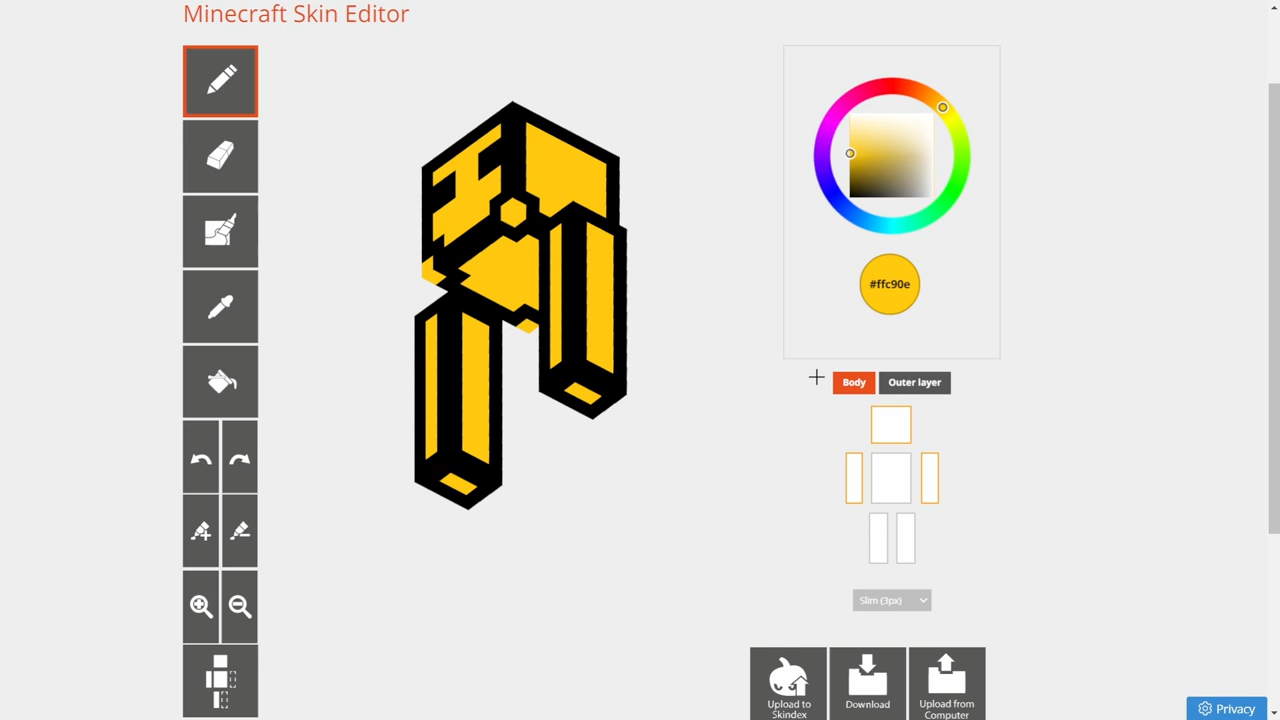 Minecraft Skin Editor
#ffc90e
Body
Outer layer
Slim (3px)
Upload to
Skindex
Download
Upload from
Computer
Privacy